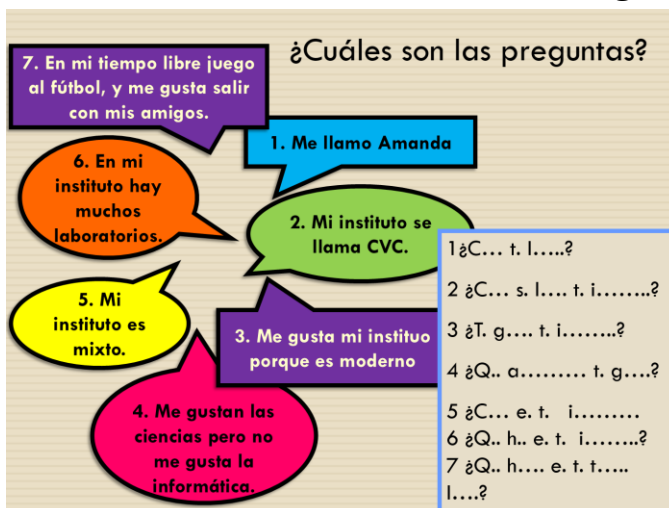 ¿Cuáles son las preguntas?
7. En mi tiempo libre juego
al fútbol, y me gusta salir
con mis amigos.
1. Me llamo Amanda
6. En mi
instituto hay
muchos
laboratorios.
2. Mi instituto se
llama CVC.
5. Mi
instituto es
mixto.
3. Me gusta mi instituo
porque es moderno
4. Me gustan las
ciencias pero no
me gusta la
informática.
1¿C... t. l.....?
2 ¿C... s. l.... t. i........?
3 ¿T. g.... t. i........?
4 ¿Q.. a......... t. g....?
5 ¿C... e. t. i.........
6 ¿Q.. h.. e. t. i........?
7 ¿Q.. h.... e. t. t.....
l....?